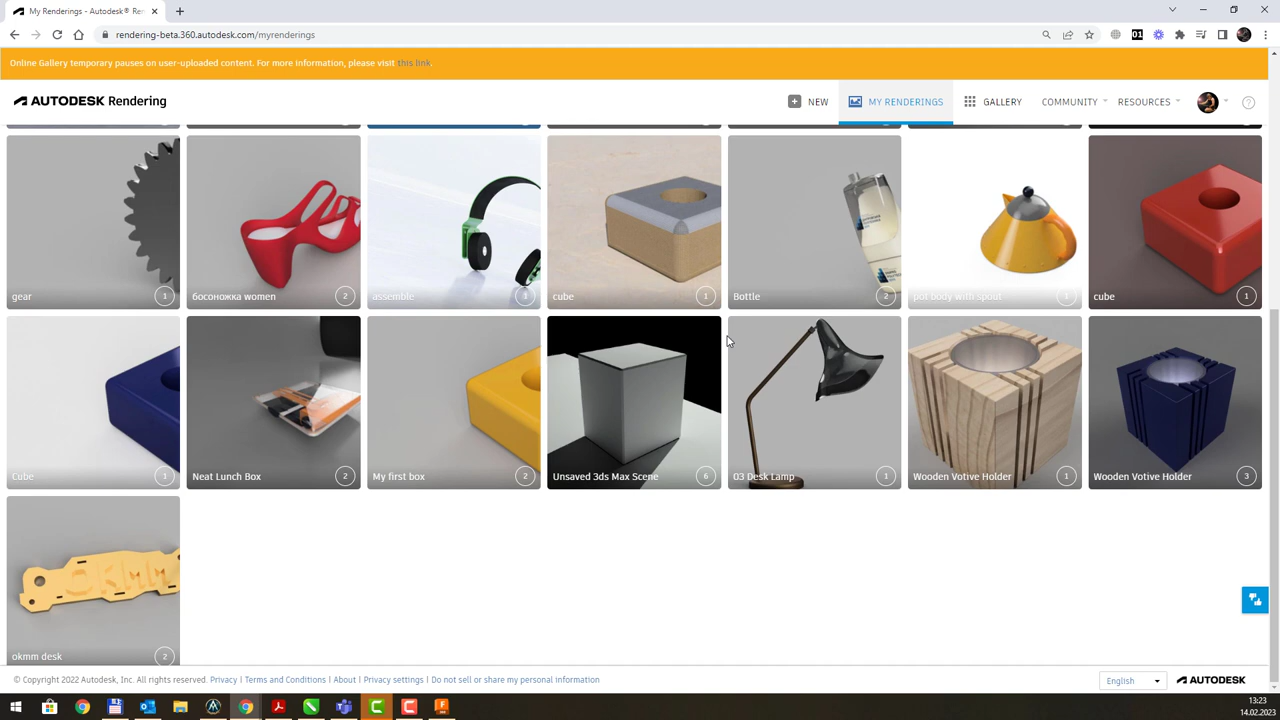 My Renderings - Autodesk® Ren
rendering-beta.360.autodesk.com/myrenderings
01
Online Gallery temporary pauses on user-uploaded content. For more information, please visit this link.
AUTODESK Rendering
NEW
MY RENDERINGS
GALLERY
COMMUNITY
RESOURCES
gear 1
босоножка women 2
assemble 1
cube 1
Bottle 2
pot body with spout
cube 1
Cube 1
Neat Lunch Box 2
My first box 2
Unsaved 3ds Max Scene 6
03 Desk Lamp 1
Wooden Votive Holder 1
Wooden Votive Holder 3
OKMM
okmm desk 2
© Copyright 2022 Autodesk, Inc. All rights reserved. Privacy | Terms and Conditions | About | Privacy settings | Do not sell or share my personal information
English
AUTODESK
13:23
14.02.2023